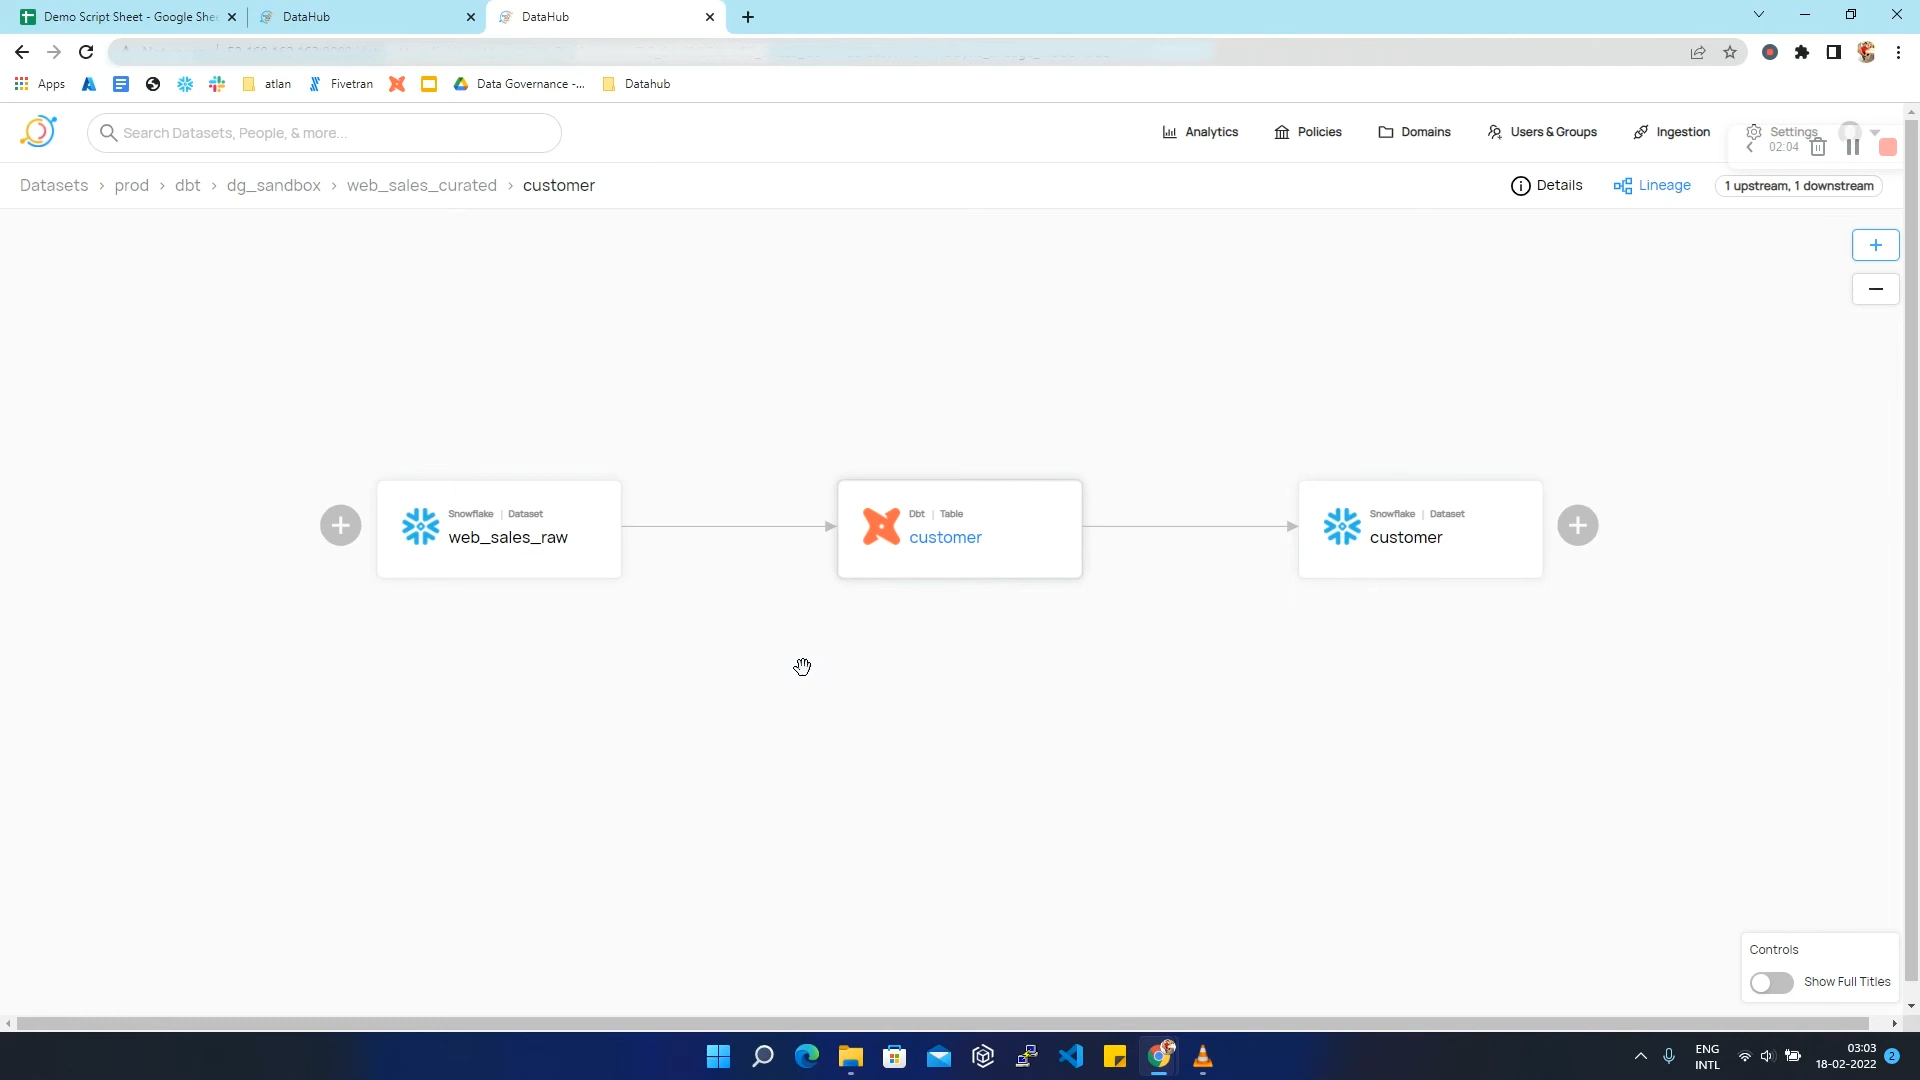 Demo Script Sheet - Google She
DataHub
DataHub
Apps
atlan
Fivetran
Data Governance -...
Datahub
Search Datasets, People, & more...
Analytics
Policies
Domains
Users & Groups
Ingestion
Settings
02:04
Datasets › prod › dbt › dg_sandbox › web_sales_curated › customer
Details
Lineage
1 upstream, 1 downstream
Snowflake | Dataset
web_sales_raw
Dbt | Table
customer
Snowflake | Dataset
customer
Controls
Show Full Titles
ENG
INTL
03:03
18-02-2022
2